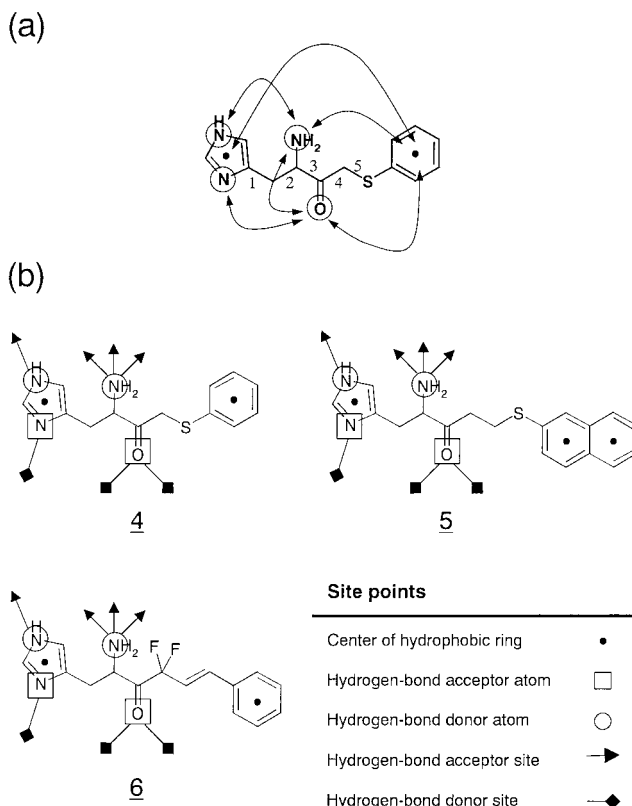 (a)
H
N
NH2
N
1 2 3 4 5
S
O
(b)
H
N
NH2
N
S
O
4
H
N
NH2
N
S
O
5
H
N
NH2
F F
N
O
6
Site points
Center of hydrophobic ring
Hydrogen-bond acceptor atom
Hydrogen-bond donor atom
Hydrogen-bond acceptor site
Hydrogen-bond donor site